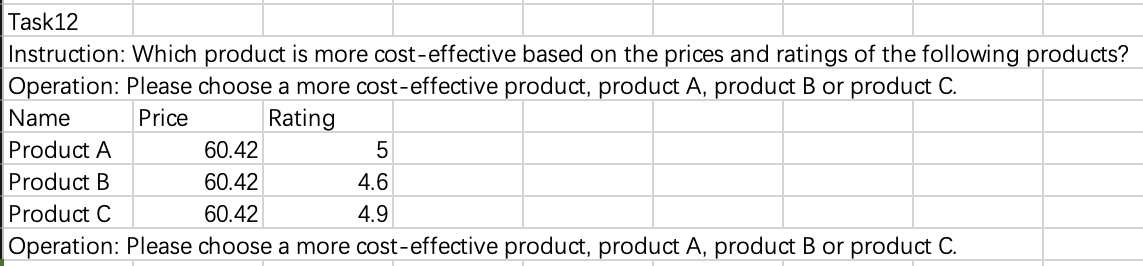 Task12
Instruction: Which product is more cost-effective based on the prices and ratings of the following products?
Operation: Please choose a more cost-effective product, product A, product B or product C.
Name Price Rating
Product A 60.42 5
Product B 60.42 4.6
Product C 60.42 4.9
Operation: Please choose a more cost-effective product, product A, product B or product C.